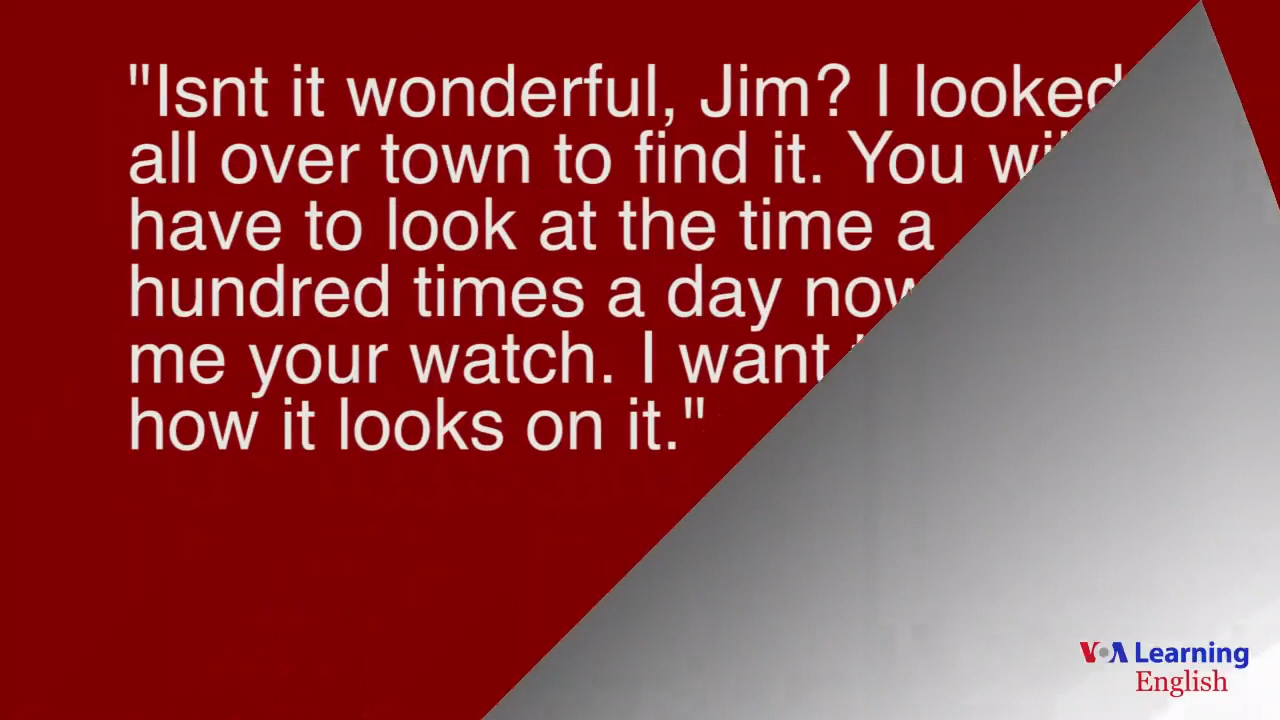 "Isnt it wonderful, Jim? I looked
all over town to find it. You
have to look at the time a
hundred times a day now
me your watch. I want
how it looks on it."
VOA Learning
English